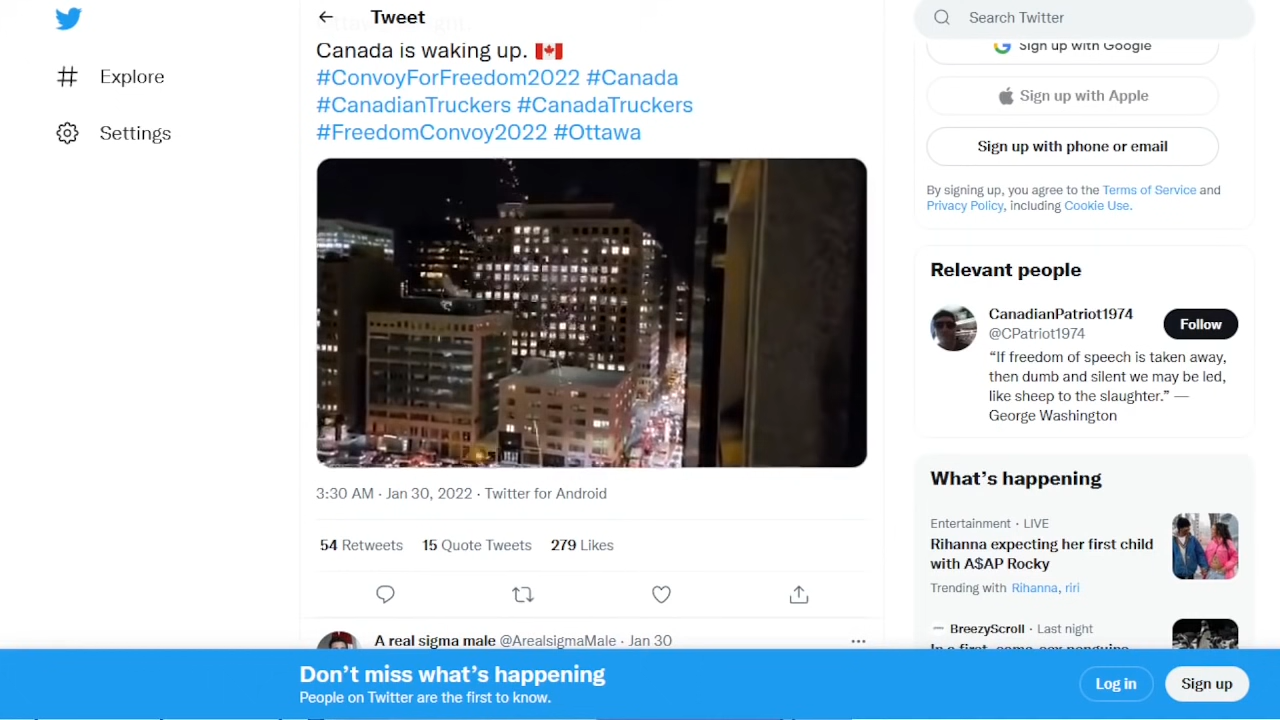 Tweet
Search Twitter
Explore
Settings
Canada is waking up.
#ConvoyForFreedom2022 #Canada
#CanadianTruckers #CanadaTruckers
#FreedomConvoy2022 #Ottawa
3:30 AM · Jan 30, 2022 · Twitter for Android
54 Retweets 15 Quote Tweets 279 Likes
A real sigma male @ArealsigmaMale · Jan 30
Sign up with Google
Sign up with Apple
Sign up with phone or email
By signing up, you agree to the Terms of Service and
Privacy Policy, including Cookie Use.
Relevant people
CanadianPatriot1974
@CPatriot1974
Follow
“If freedom of speech is taken away,
then dumb and silent we may be led,
like sheep to the slaughter.” —
George Washington
What’s happening
Entertainment · LIVE
Rihanna expecting her first child
with A$AP Rocky
Trending with Rihanna, riri
BreezyScroll · Last night
Don’t miss what’s happening
People on Twitter are the first to know.
Log in
Sign up